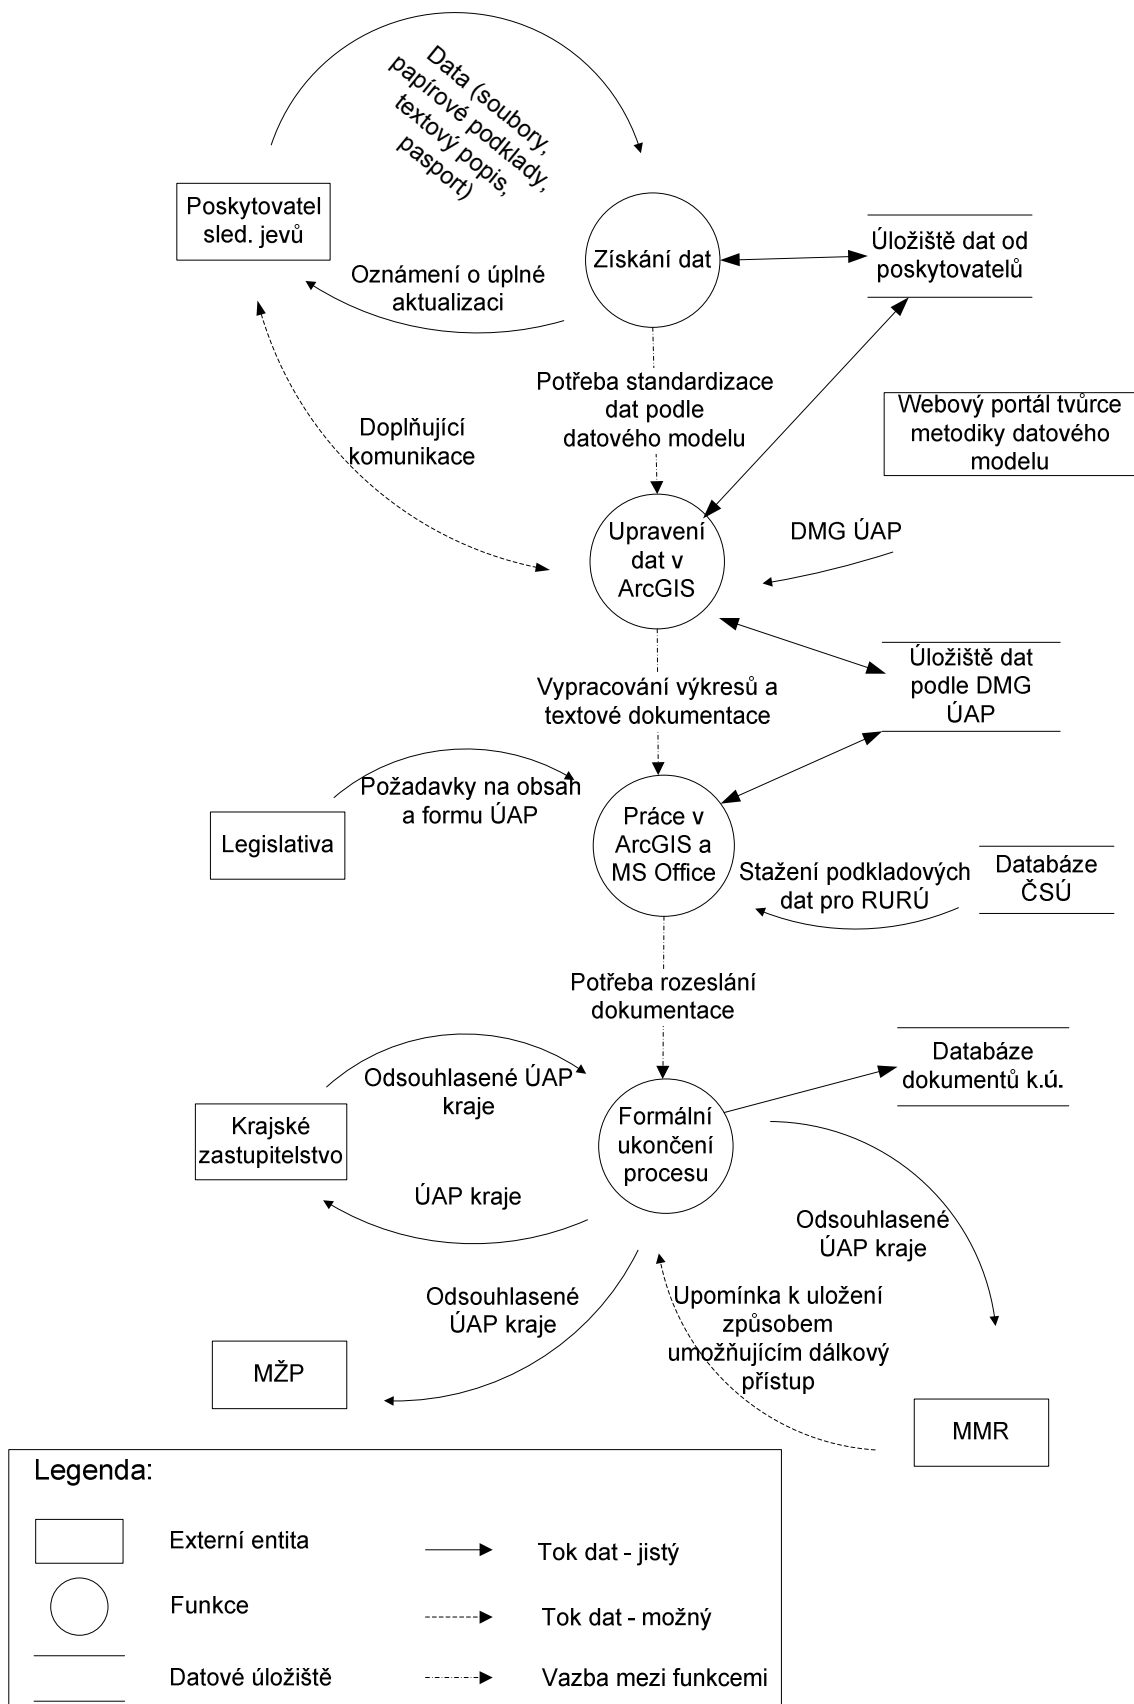 Data (soubory,
papírové podklady,
textový popis,
pasport)
Poskytovatel
sled. jevů
Získání dat
Úložiště dat od
poskytovatelů
Oznámení o úplné
aktualizaci
Potřeba standardizace
dat podle
datového modelu
Webový portál tvůrce
metodiky datového
modelu
Doplňující
komunikace
Upravení
dat v
ArcGIS
DMG ÚAP
Úložiště dat
podle DMG
ÚAP
Vypracování výkresů a
textové dokumentace
Požadavky na obsah
a formu ÚAP
Legislativa
Práce v
ArcGIS a
MS Office
Stažení podkladových
dat pro RURÚ
Databáze
ČSÚ
Potřeba rozeslání
dokumentace
Odsouhlasené ÚAP
kraje
Databáze
dokumentů k.ú.
Krajské
zastupitelstvo
Formální
ukončení
procesu
ÚAP kraje
Odsouhlasené
ÚAP kraje
Odsouhlasené
ÚAP kraje
Upomínka k uložení
způsobem
umožňujícím dálkový
přístup
MŽP
MMR
Legenda:
Externí entita
Tok dat - jistý
Funkce
Tok dat - možný
Datové úložiště
Vazba mezi funkcemi